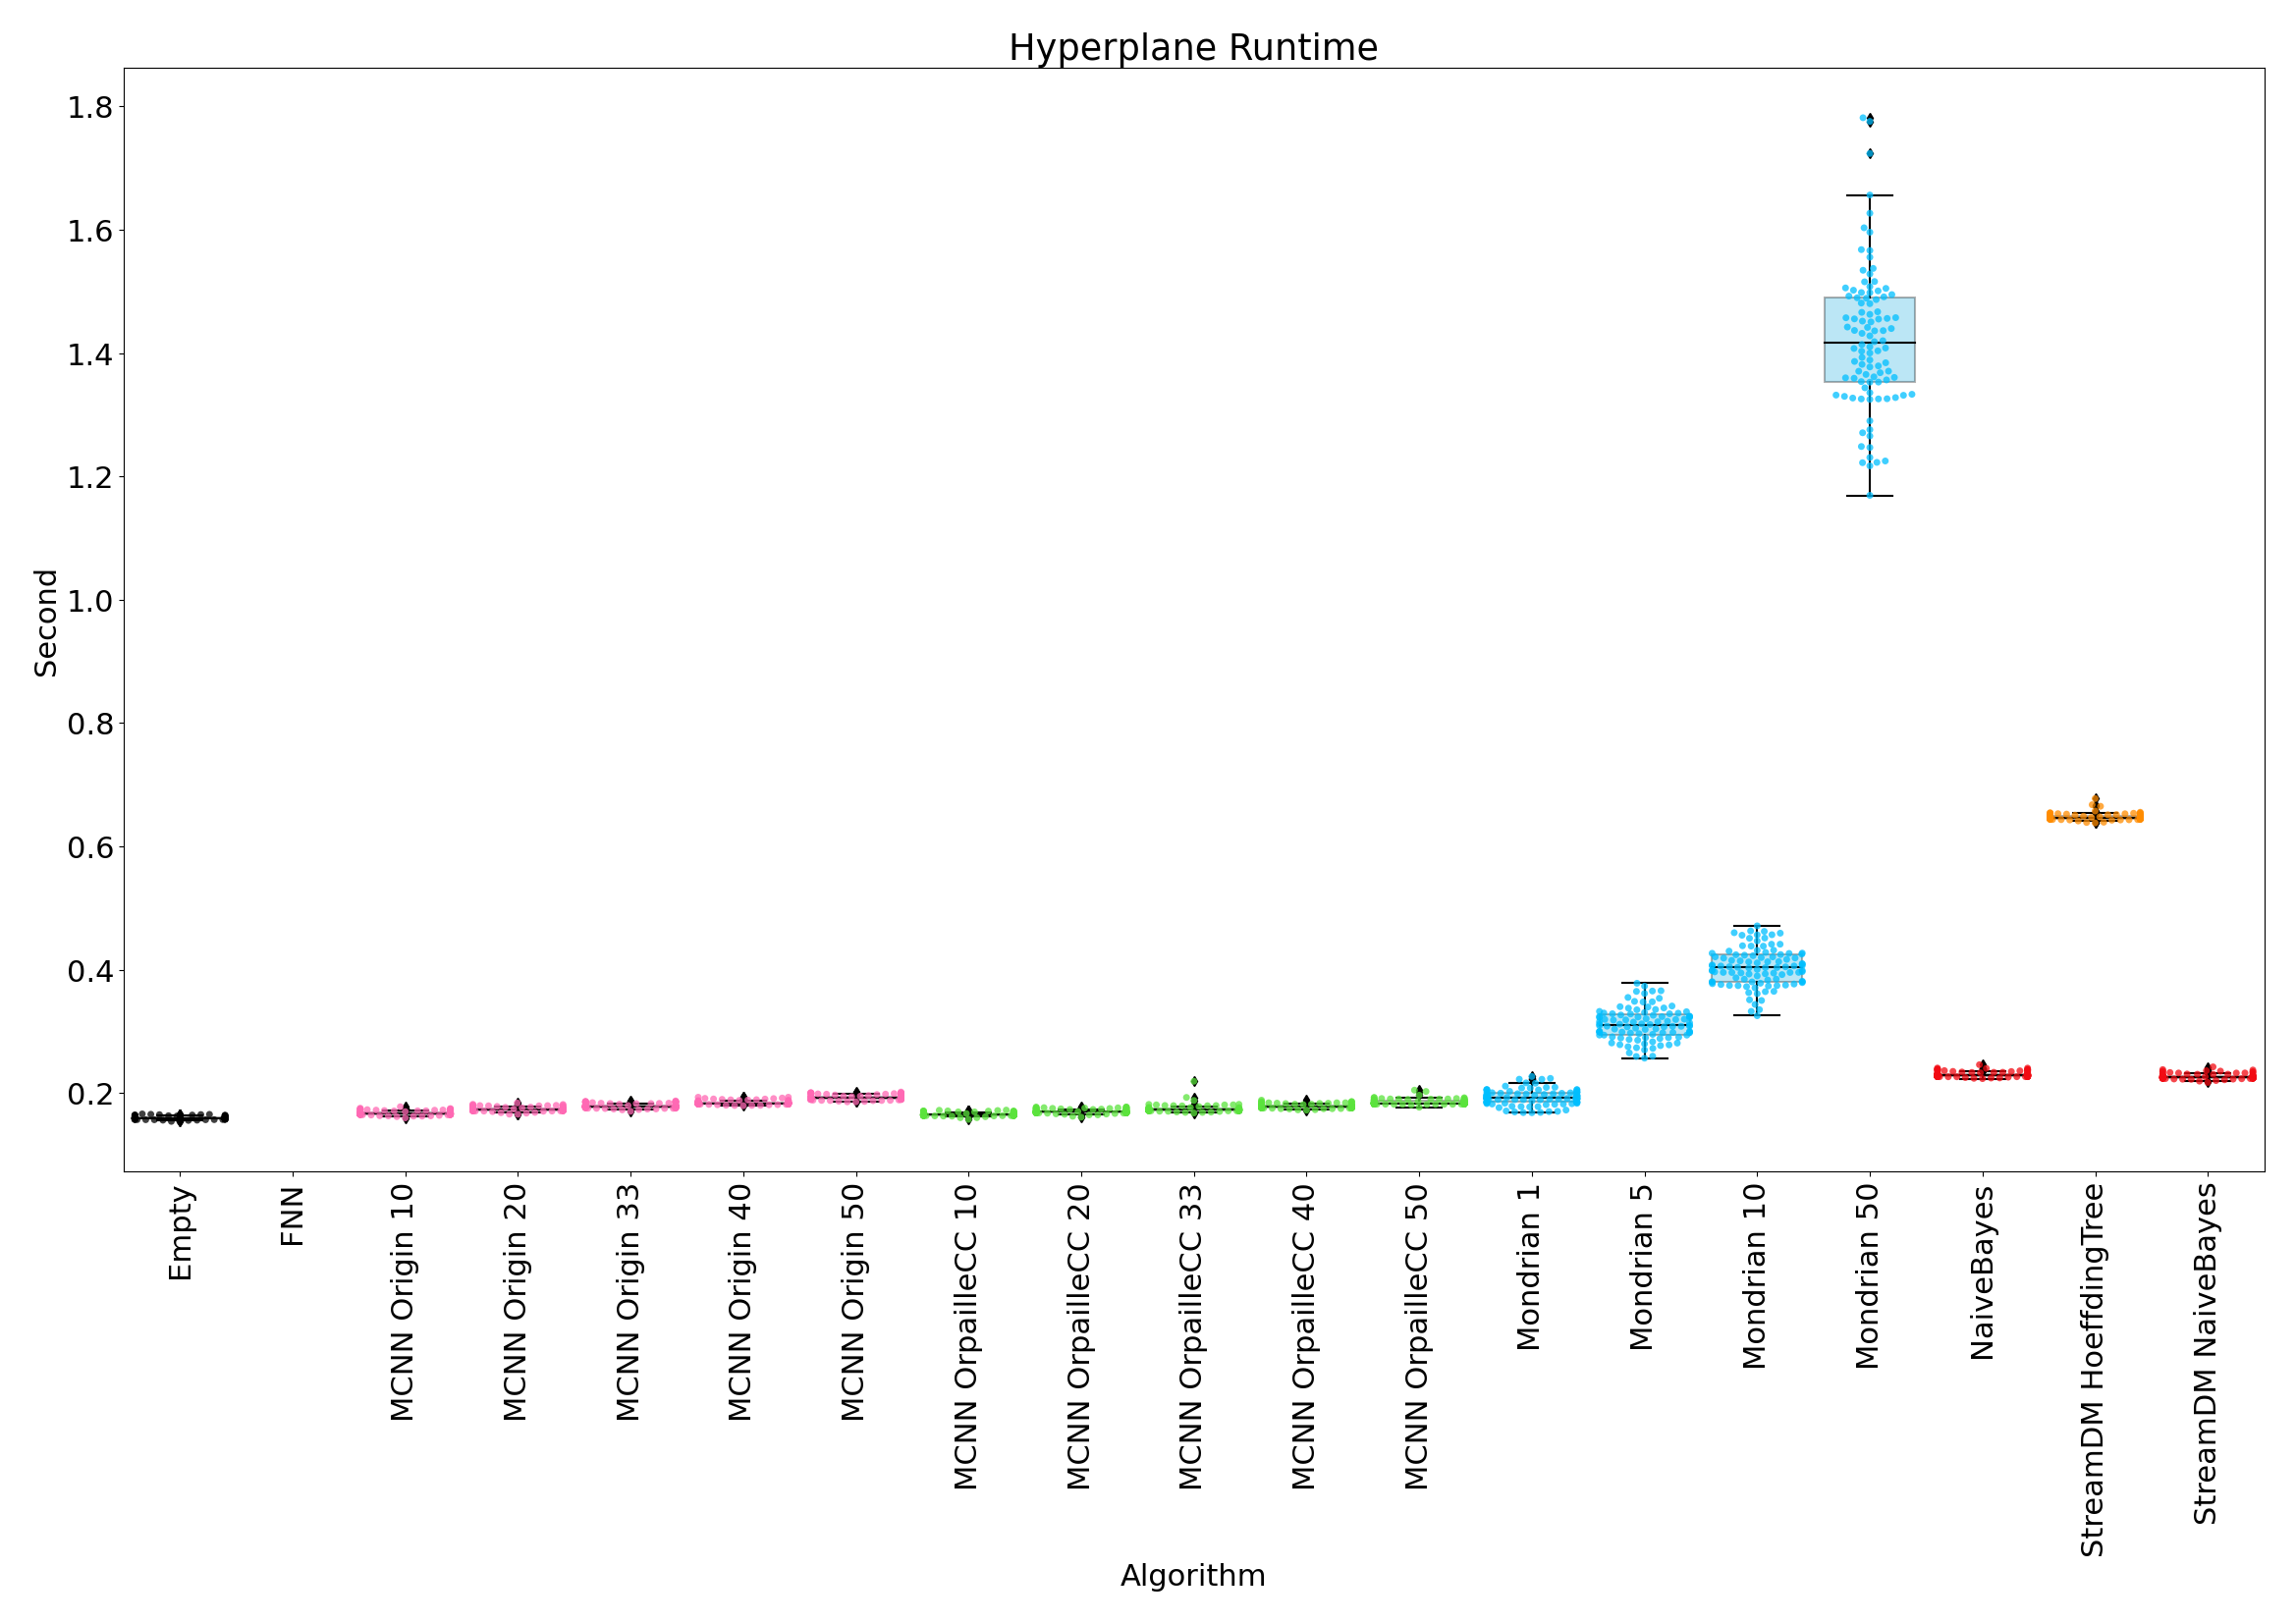 Hyperplane Runtime
1.8
1.6
1.4
1.2
1.0
0.8
0.6
0.4
0.2
Second
Empty
FNN
MCNN Origin 10
MCNN Origin 20
MCNN Origin 33
MCNN Origin 40
MCNN Origin 50
MCNN OrpailleCC 10
MCNN OrpailleCC 20
MCNN OrpailleCC 33
MCNN OrpailleCC 40
MCNN OrpailleCC 50
Mondrian 1
Mondrian 5
Mondrian 10
Mondrian 50
NaiveBayes
StreamDM HoeffdingTree
StreamDM NaiveBayes
Algorithm